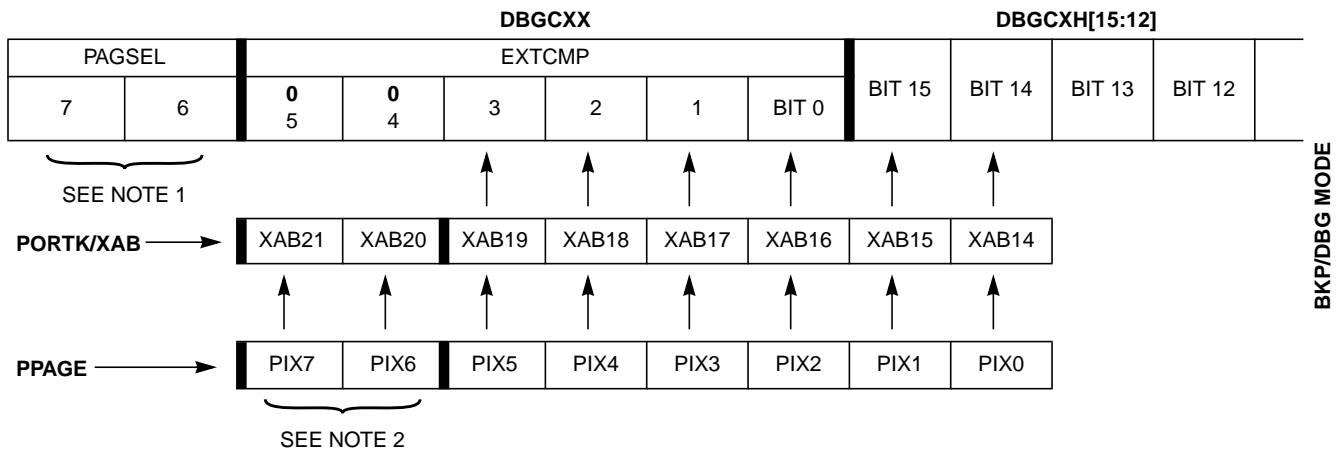 DBGCXX DBGCXH[15:12]
PAGSEL EXTCMP
7 6 0 5 0 4 3 2 1 BIT 0 BIT 15 BIT 14 BIT 13 BIT 12
SEE NOTE 1
PORTK/XAB XAB21 XAB20 XAB19 XAB18 XAB17 XAB16 XAB15 XAB14
PPAGE PIX7 PIX6 PIX5 PIX4 PIX3 PIX2 PIX1 PIX0
SEE NOTE 2
BKP/DBG MODE